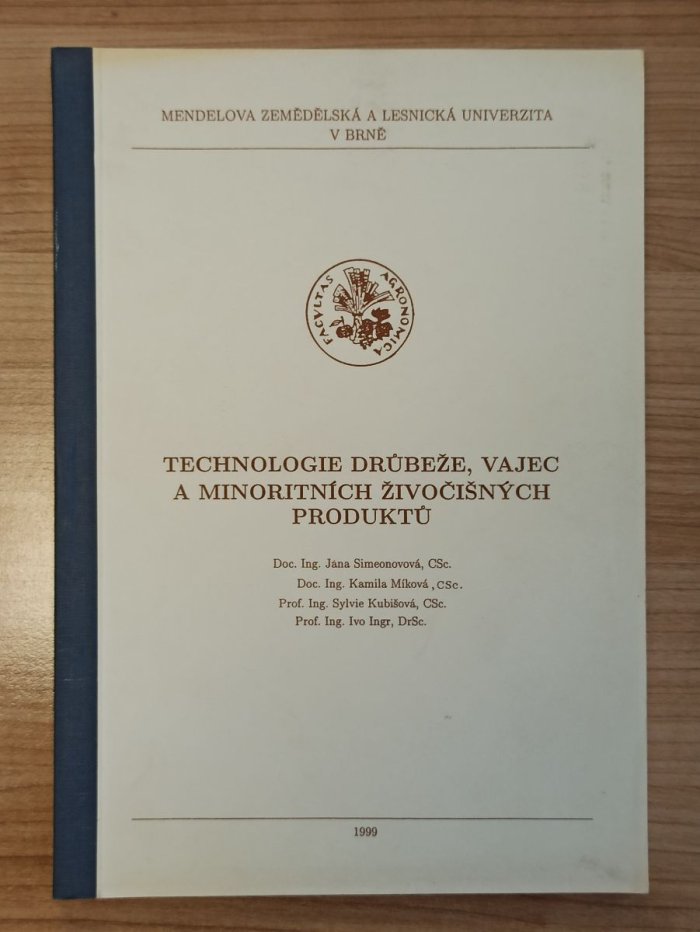 MENDELOVA ZEMĚDĚLSKÁ A LESNICKÁ UNIVERZITA
V BRNĚ
FACULTAS AGRONOMICA
TECHNOLOGIE DRŮBEŽE, VAJEC
A MINORITNÍCH ŽIVOČIŠNÝCH
PRODUKTŮ
Doc. Ing. Jana Simeonovová, CSc.
Doc. Ing. Kamila Míková, CSc.
Prof. Ing. Sylvie Kubišová, CSc.
Prof. Ing. Ivo Ingr, DrSc.
1999